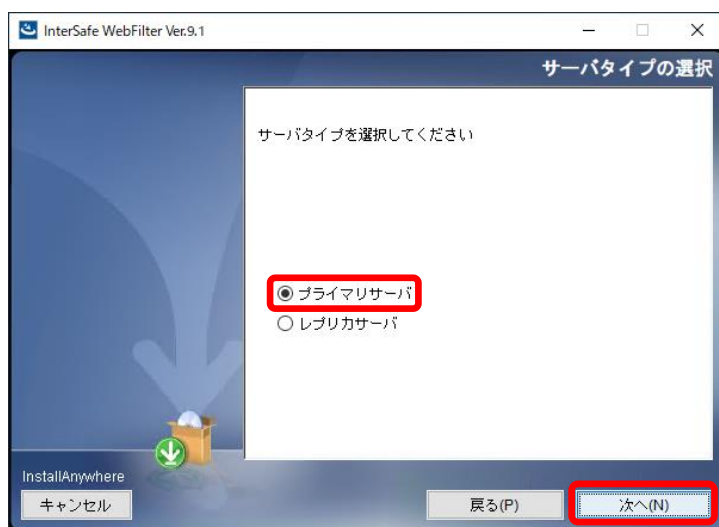 InterSafe WebFilter Ver.9.1
サーバタイプの選択
サーバタイプを選択してください
プライマリサーバ
レプリカサーバ
InstallAnywhere
キャンセル
戻る(P)
次へ(N)